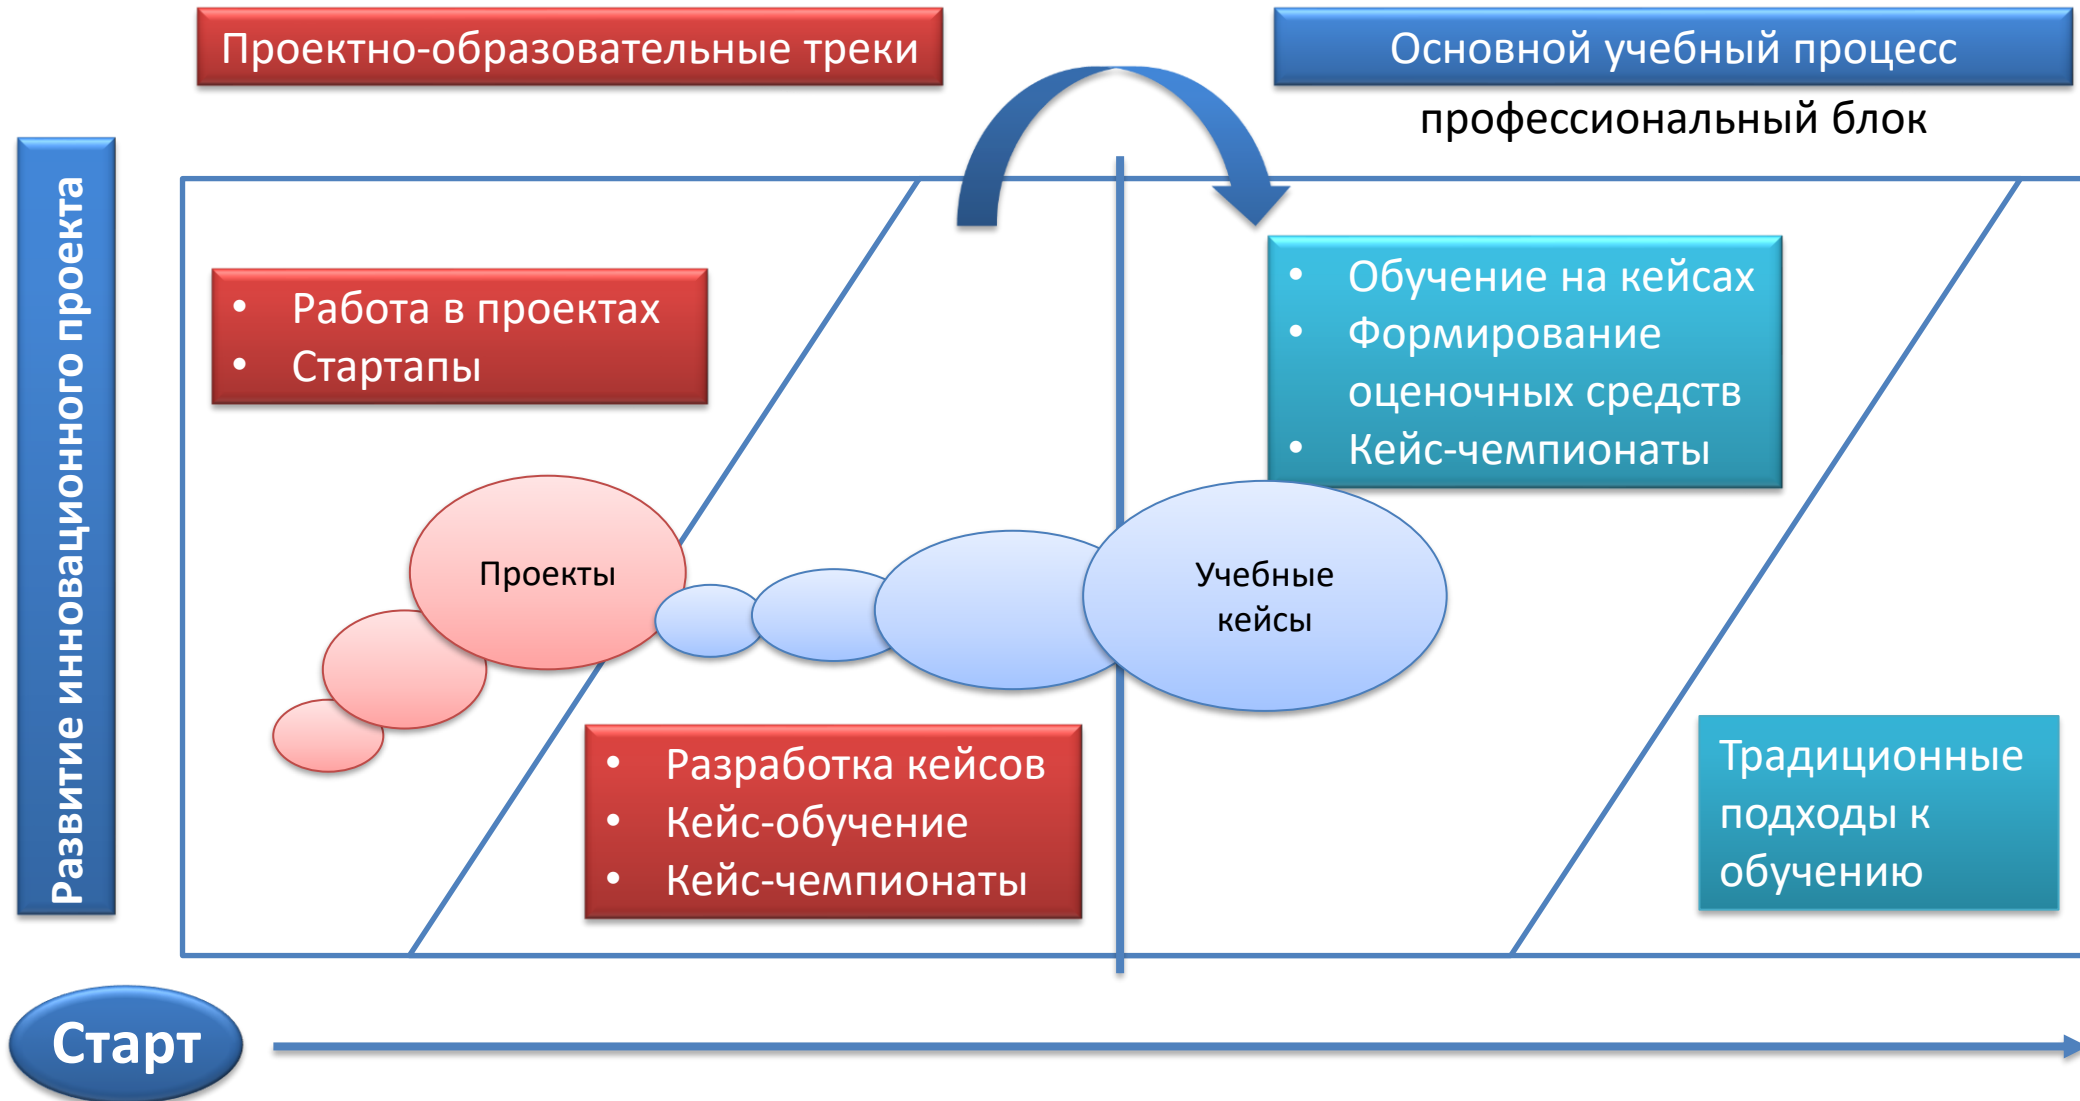 Проектно-образовательные треки
Основной учебный процесс
профессиональный блок
Развитие инновационного проекта
• Работа в проектах
• Стартапы
• Обучение на кейсах
• Формирование
оценочных средств
• Кейс-чемпионаты
Проекты
Учебные
кейсы
• Разработка кейсов
• Кейс-обучение
• Кейс-чемпионаты
Традиционные
подходы к
обучению
Старт